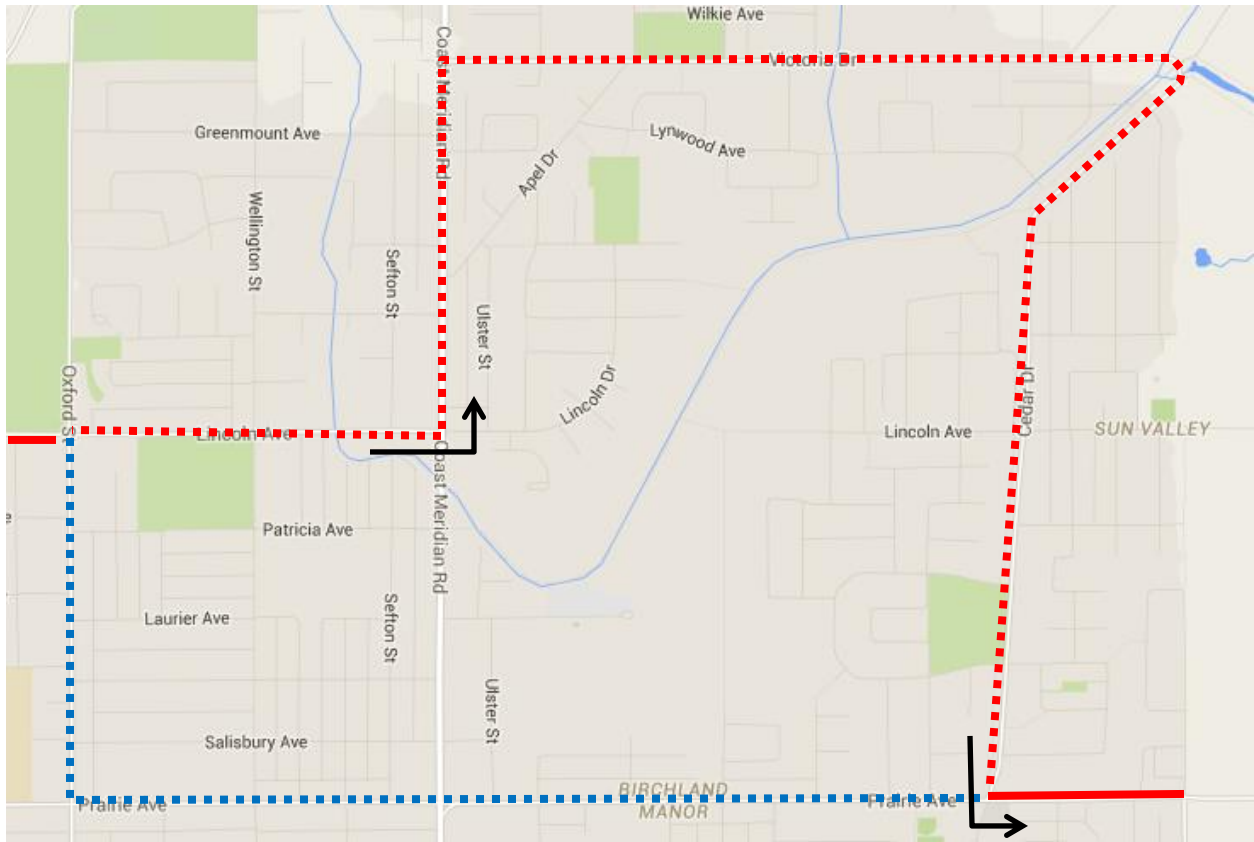 Wilkie Ave
Coast Meridian Rd
Victoria Dr
Greenmount Ave
Lynwood Ave
Apel Dr
Wellington St
Sefton St
Ulster St
Oxford St
Lincoln Dr
Cedar Dr
Lincoln Ave
Lincoln Ave
SUN VALLEY
Coast Meridian Rd
Patricia Ave
Laurier Ave
Sefton St
Ulster St
Salisbury Ave
Prairie Ave
BIRCHLAND
MANOR
Prairie Ave